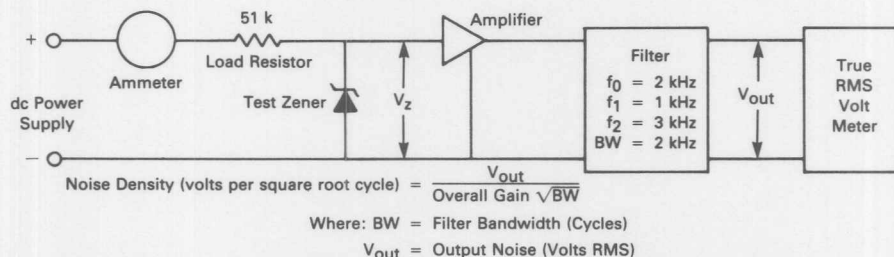 51 k
Amplifier
+
Ammeter
Load Resistor
dc Power
Supply
Test Zener
Vz
Filter
f0 = 2 kHz
f1 = 1 kHz
f2 = 3 kHz
BW = 2 kHz
Vout
True
RMS
Volt
Meter
−
Noise Density (volts per square root cycle) = Vout / Overall Gain √BW
Where: BW = Filter Bandwidth (Cycles)
Vout = Output Noise (Volts RMS)